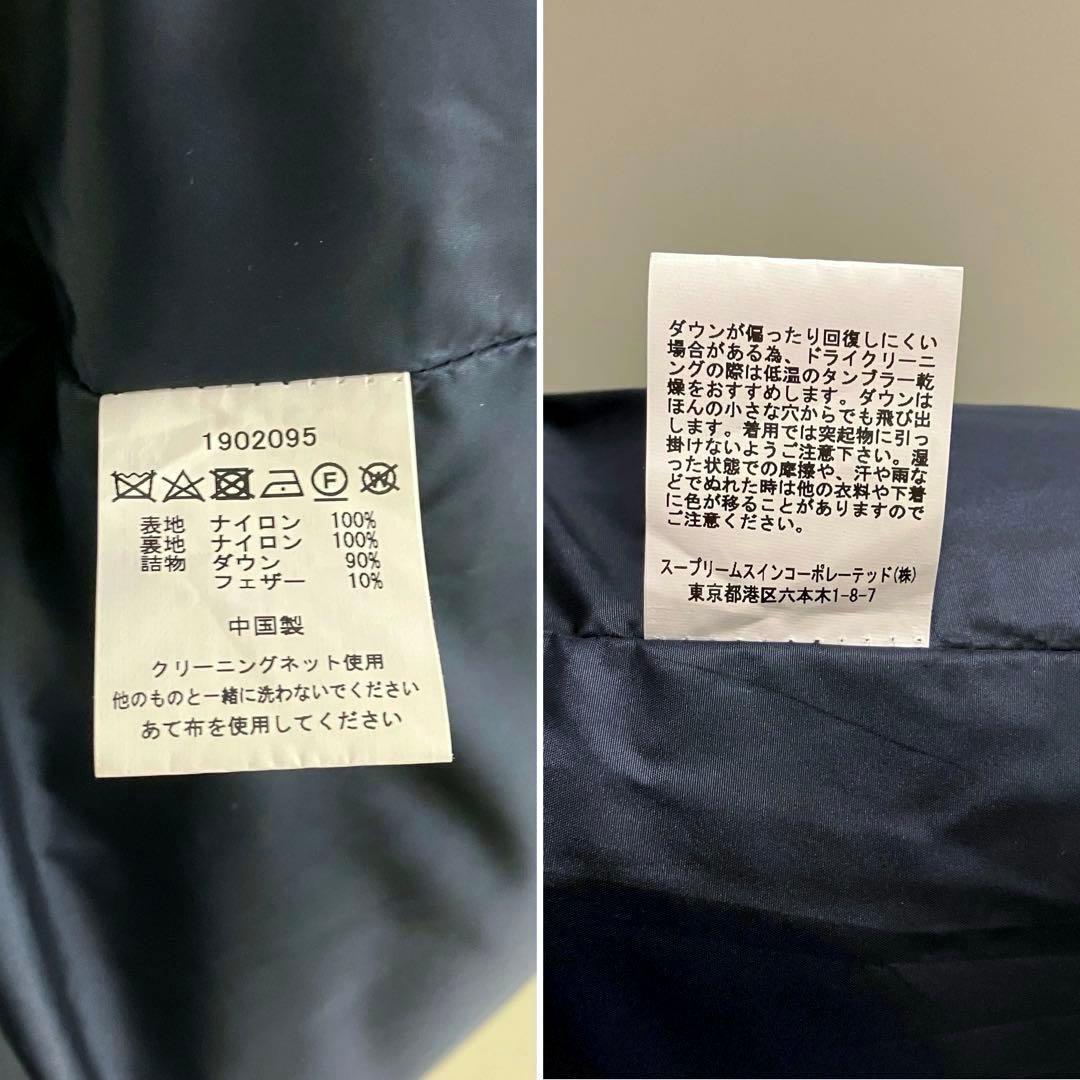 1902095
F W
表地 ナイロン 100%
裏地 ナイロン 100%
詰物 ダウン 90%
フェザー 10%
中国製
クリーニングネット使用
他のものと一緒に洗わないでください
あて布を使用してください
ダウンが偏ったり回復しにくい
場合がある為、ドライクリーニ
ングの際は低温のタンブラー乾
燥をおすすめします。ダウンは
ほんの小さな穴からでも飛び出
します。着用では突起物に引っ
掛けないようご注意下さい。湿
った状態での摩擦や、汗や雨な
どでぬれた時は他の衣料や下着
に色が移ることがありますので
ご注意ください。
スープリームスインコーポレーテッド(株)
東京都港区六本木1-8-7